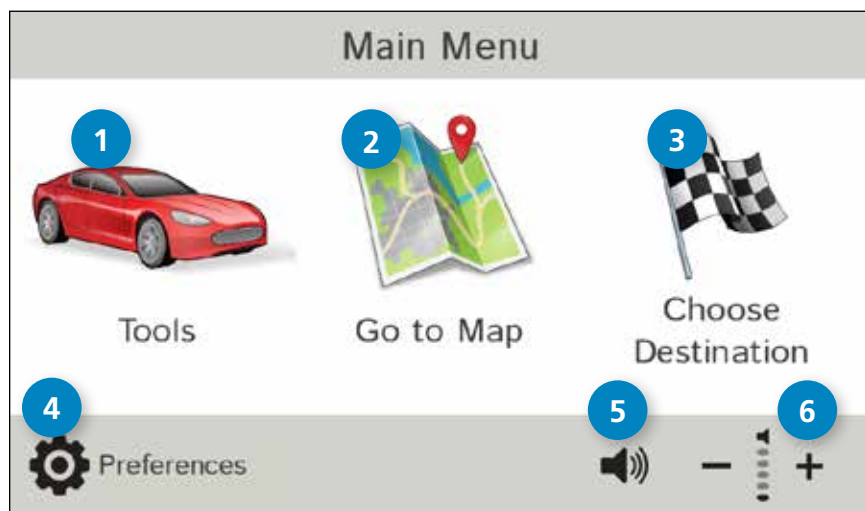 Main Menu
1
2
3
Tools
Go to Map
Choose
Destination
4
5
6
Preferences
− +